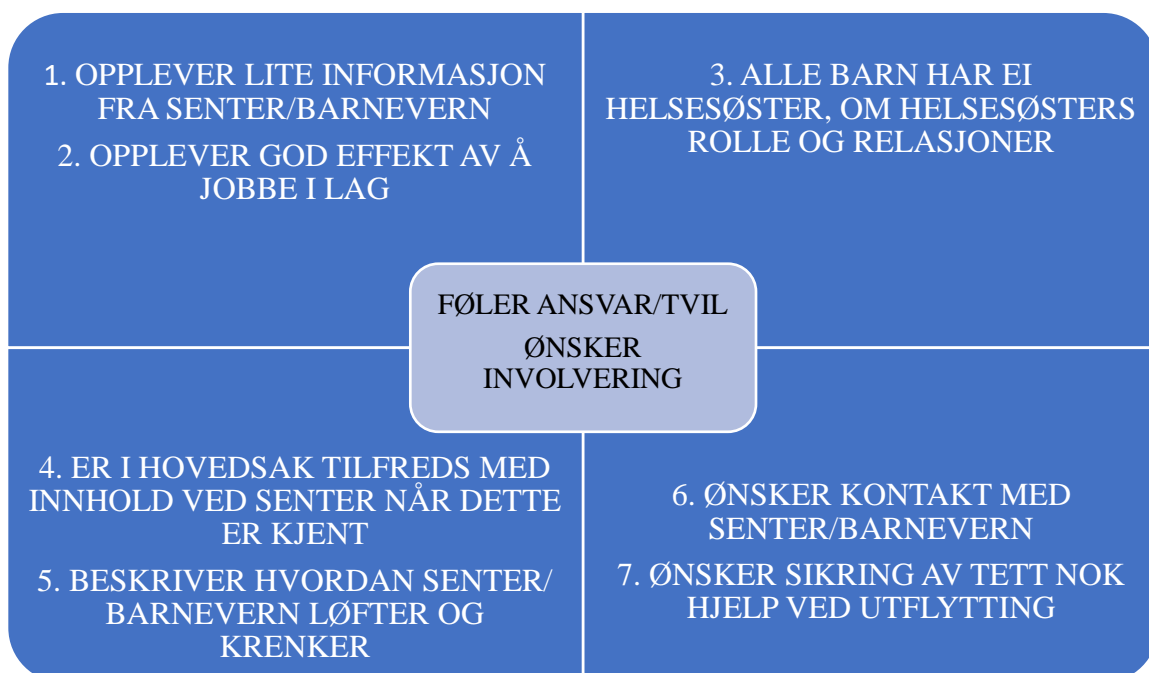 1. OPPLEVER LITE INFORMASJON
FRA SENTER/BARNEVERN
2. OPPLEVER GOD EFFEKT AV Å
JOBBE I LAG
3. ALLE BARN HAR EI
HELSESØSTER, OM HELSESØSTERS
ROLLE OG RELASJONER
FØLER ANSVAR/TVIL
ØNSKER
INVOLVERING
4. ER I HOVEDSAK TILFREDS MED
INNHOLD VED SENTER NÅR DETTE
ER KJENT
5. BESKRIVER HVORDAN SENTER/
BARNEVERN LØFTER OG
KRENKER
6. ØNSKER KONTAKT MED
SENTER/BARNEVERN
7. ØNSKER SIKRING AV TETT NOK
HJELP VED UTFLYTTING